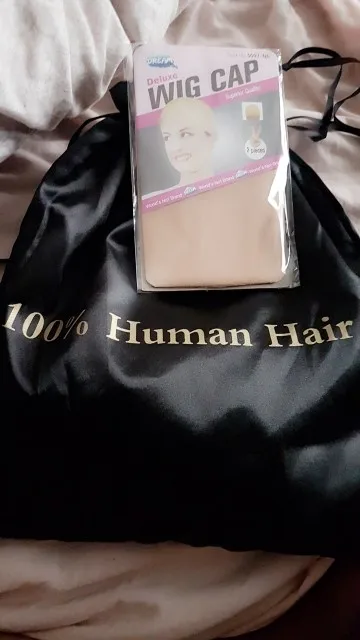 DREAM
Deluxe
WIG CAP
Superior Quality
2 pieces
100% Human Hair